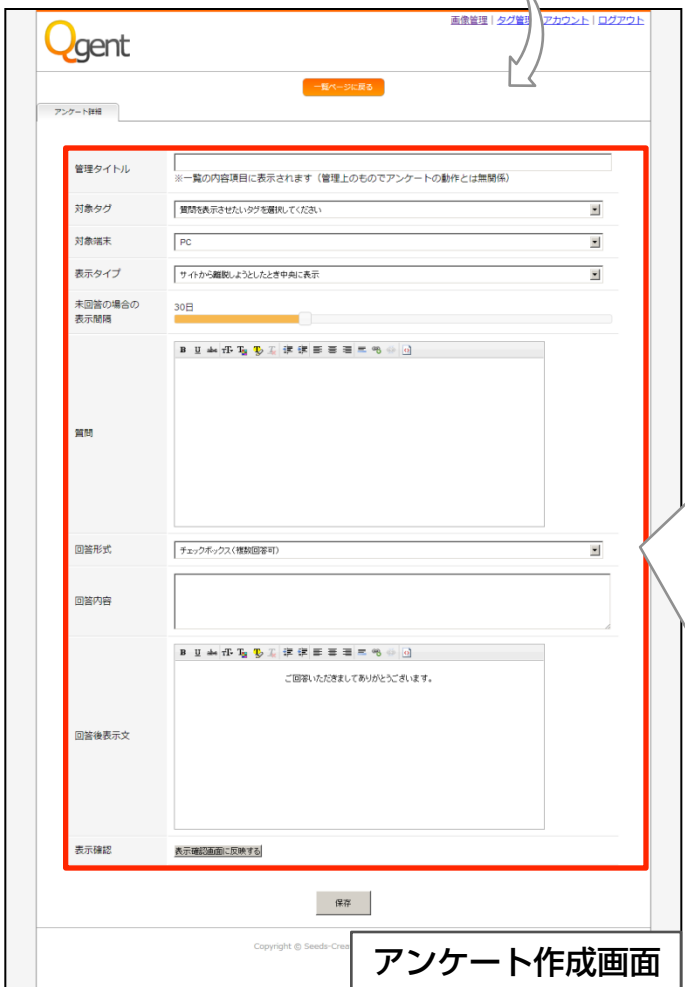 画像管理 | タグ管理 アカウント | ログアウト
Qgent
一覧ページに戻る
アンケート詳細
管理タイトル
※一覧の内容項目に表示されます（管理上のものでアンケートの動作とは無関係）
対象タグ
質問を表示させたいタグを選択してください
対象端末
PC
表示タイプ
サイトから離脱しようとしたとき中央に表示
未回答の場合の
表示間隔
30日
質問
回答形式
チェックボックス（複数回答可）
回答内容
ご回答いただきましてありがとうございます。
回答後表示文
表示確認
表示確認画面に反映する
保存
Copyright © Seeds-Crea
アンケート作成画面